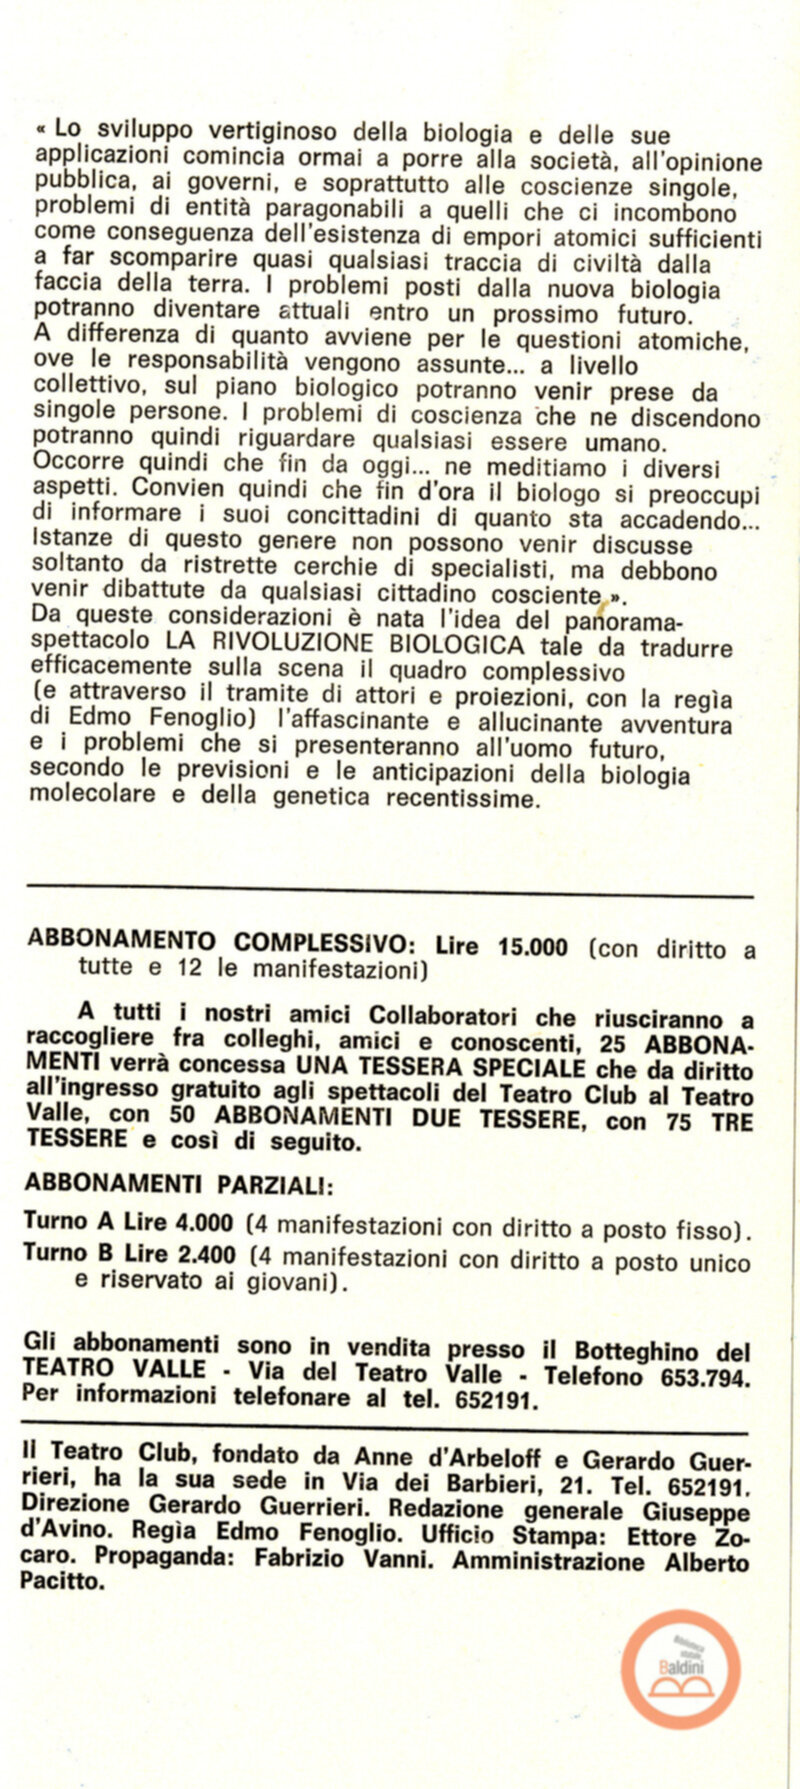 « Lo sviluppo vertiginoso della biologia e delle sue
applicazioni comincia ormai a porre alla società, all'opinione
pubblica, ai governi, e soprattutto alle coscienze singole,
problemi di entità paragonabili a quelli che ci incombono
come conseguenza dell'esistenza di empori atomici sufficienti
a far scomparire quasi qualsiasi traccia di civiltà dalla
faccia della terra. I problemi posti dalla nuova biologia
potranno diventare attuali entro un prossimo futuro.
A differenza di quanto avviene per le questioni atomiche,
ove le responsabilità vengono assunte... a livello
collettivo, sul piano biologico potranno venir prese da
singole persone. I problemi di coscienza che ne discendono
potranno quindi riguardare qualsiasi essere umano.
Occorre quindi che fin da oggi... ne meditiamo i diversi
aspetti. Convien quindi che fin d'ora il biologo si preoccupi
di informare i suoi concittadini di quanto sta accadendo...
Istanze di questo genere non possono venir discusse
soltanto da ristrette cerchie di specialisti, ma debbono
venir dibattute da qualsiasi cittadino cosciente ».
Da queste considerazioni è nata l'idea del panorama-
spettacolo LA RIVOLUZIONE BIOLOGICA tale da tradurre
efficacemente sulla scena il quadro complessivo
(e attraverso il tramite di attori e proiezioni, con la regìa
di Edmo Fenoglio) l'affascinante e allucinante avventura
e i problemi che si presenteranno all'uomo futuro,
secondo le previsioni e le anticipazioni della biologia
molecolare e della genetica recentissime.
ABBONAMENTO COMPLESSIVO: Lire 15.000 (con diritto a
tutte e 12 le manifestazioni)
A tutti i nostri amici Collaboratori che riusciranno a
raccogliere fra colleghi, amici e conoscenti, 25 ABBONA-
MENTI verrà concessa UNA TESSERA SPECIALE che da diritto
all'ingresso gratuito agli spettacoli del Teatro Club al Teatro
Valle, con 50 ABBONAMENTI DUE TESSERE, con 75 TRE
TESSERE e così di seguito.
ABBONAMENTI PARZIALI:
Turno A Lire 4.000 (4 manifestazioni con diritto a posto fisso).
Turno B Lire 2.400 (4 manifestazioni con diritto a posto unico
e riservato ai giovani).
Gli abbonamenti sono in vendita presso il Botteghino del
TEATRO VALLE - Via del Teatro Valle - Telefono 653.794.
Per informazioni telefonare al tel. 652191.
Il Teatro Club, fondato da Anne d'Arbeloff e Gerardo Guer-
rieri, ha la sua sede in Via dei Barbieri, 21. Tel. 652191.
Direzione Gerardo Guerrieri. Redazione generale Giuseppe
d'Avino. Regìa Edmo Fenoglio. Ufficio Stampa: Ettore Zo-
caro. Propaganda: Fabrizio Vanni. Amministrazione Alberto
Pacitto.
Biblioteca
statale
Baldini